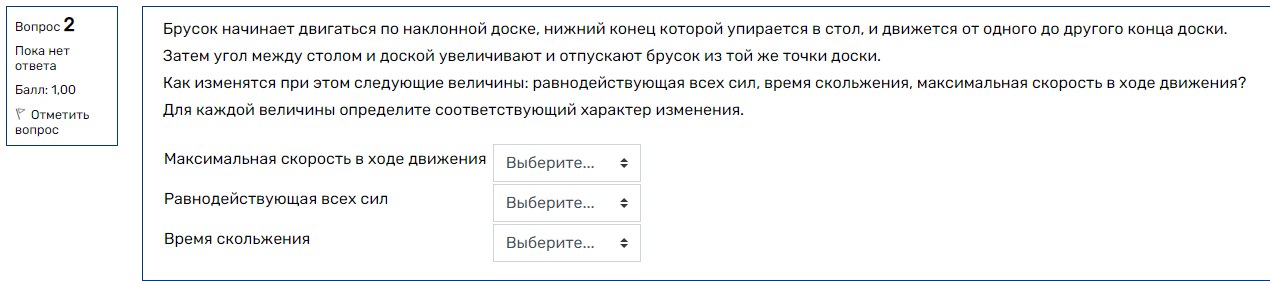 Вопрос 2
Пока нет
ответа
Балл: 1,00
Отметить
вопрос
Брусок начинает двигаться по наклонной доске, нижний конец которой упирается в стол, и движется от одного до другого конца доски.
Затем угол между столом и доской увеличивают и отпускают брусок из той же точки доски.
Как изменятся при этом следующие величины: равнодействующая всех сил, время скольжения, максимальная скорость в ходе движения?
Для каждой величины определите соответствующий характер изменения.
Максимальная скорость в ходе движения Выберите...
Равнодействующая всех сил Выберите...
Время скольжения Выберите...